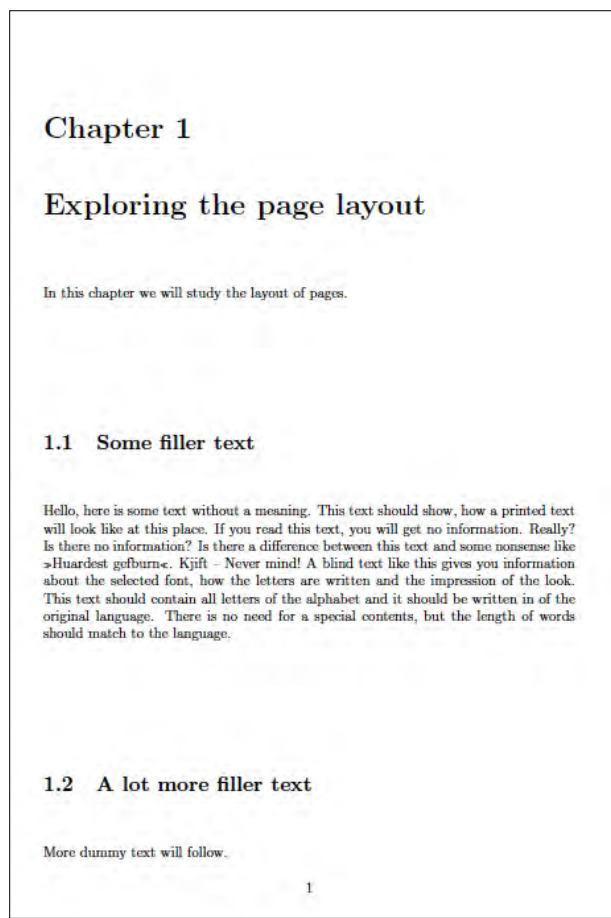 Chapter 1
Exploring the page layout
In this chapter we will study the layout of pages.
1.1 Some filler text
Hello, here is some text without a meaning. This text should show, how a printed text
will look like at this place. If you read this text, you will get no information. Really?
Is there no information? Is there a difference between this text and some nonsense like
»Huardest gefburn«. Kjift – Never mind! A blind text like this gives you information
about the selected font, how the letters are written and the impression of the look.
This text should contain all letters of the alphabet and it should be written in of the
original language. There is no need for a special contents, but the length of words
should match to the language.
1.2 A lot more filler text
More dummy text will follow.
1